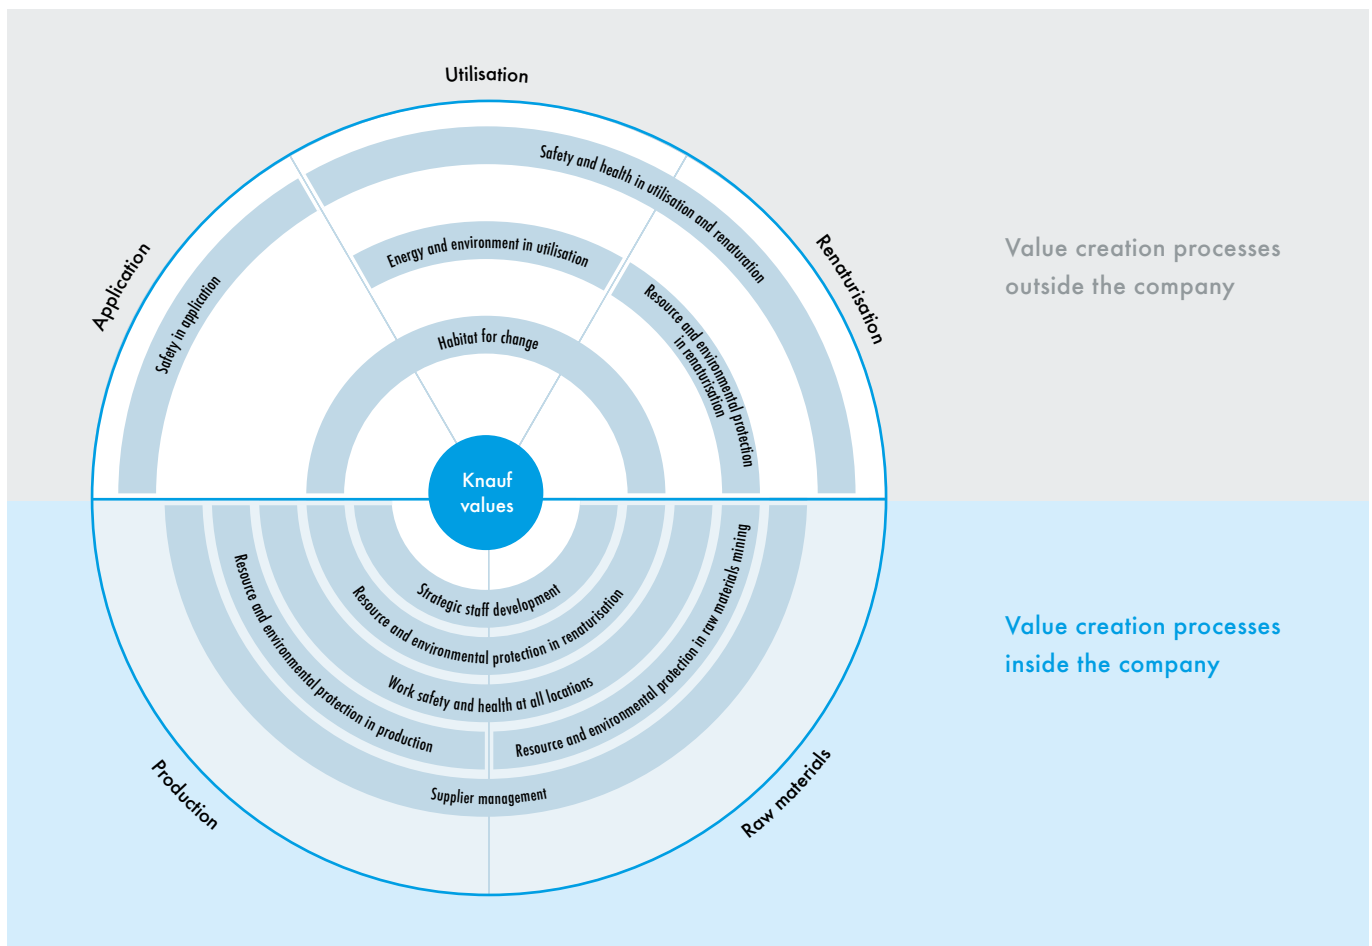 Utilisation
Safety and health in utilisation and renaturation
Application
Safety in application
Energy and environment in utilisation
Renaturisation
Value creation processes
outside the company
Resource and environmental protection
in renaturisation
Habitat for change
Knauf
values
Strategic staff development
Resource and environmental protection in renaturisation
Work safety and health at all locations
Resource and environmental protection in production
Resource and environmental protection in raw materials mining
Supplier management
Value creation processes
inside the company
Production
Raw materials